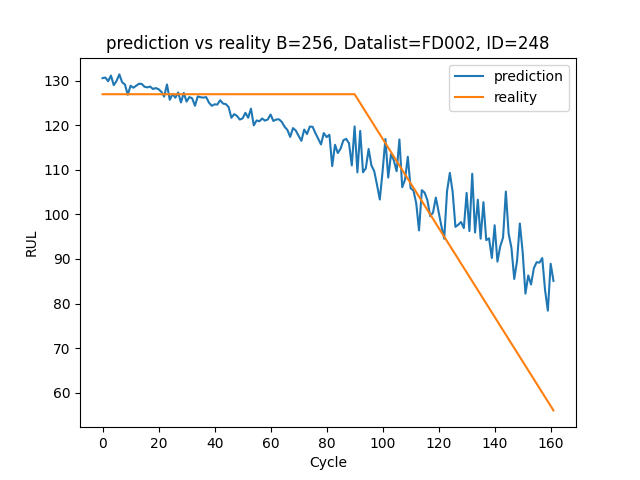 prediction vs reality B=256, Datalist=FD002, ID=248
prediction
reality
130
120
110
100
90
80
70
60
RUL
0 20 40 60 80 100 120 140 160
Cycle